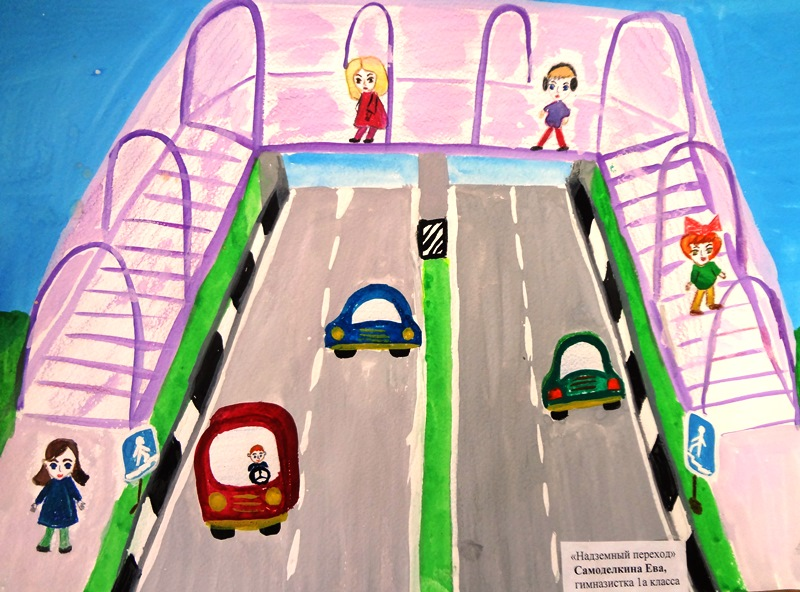 «Надземный переход»
Самоделкина Ева,
гимназистка 1а класса